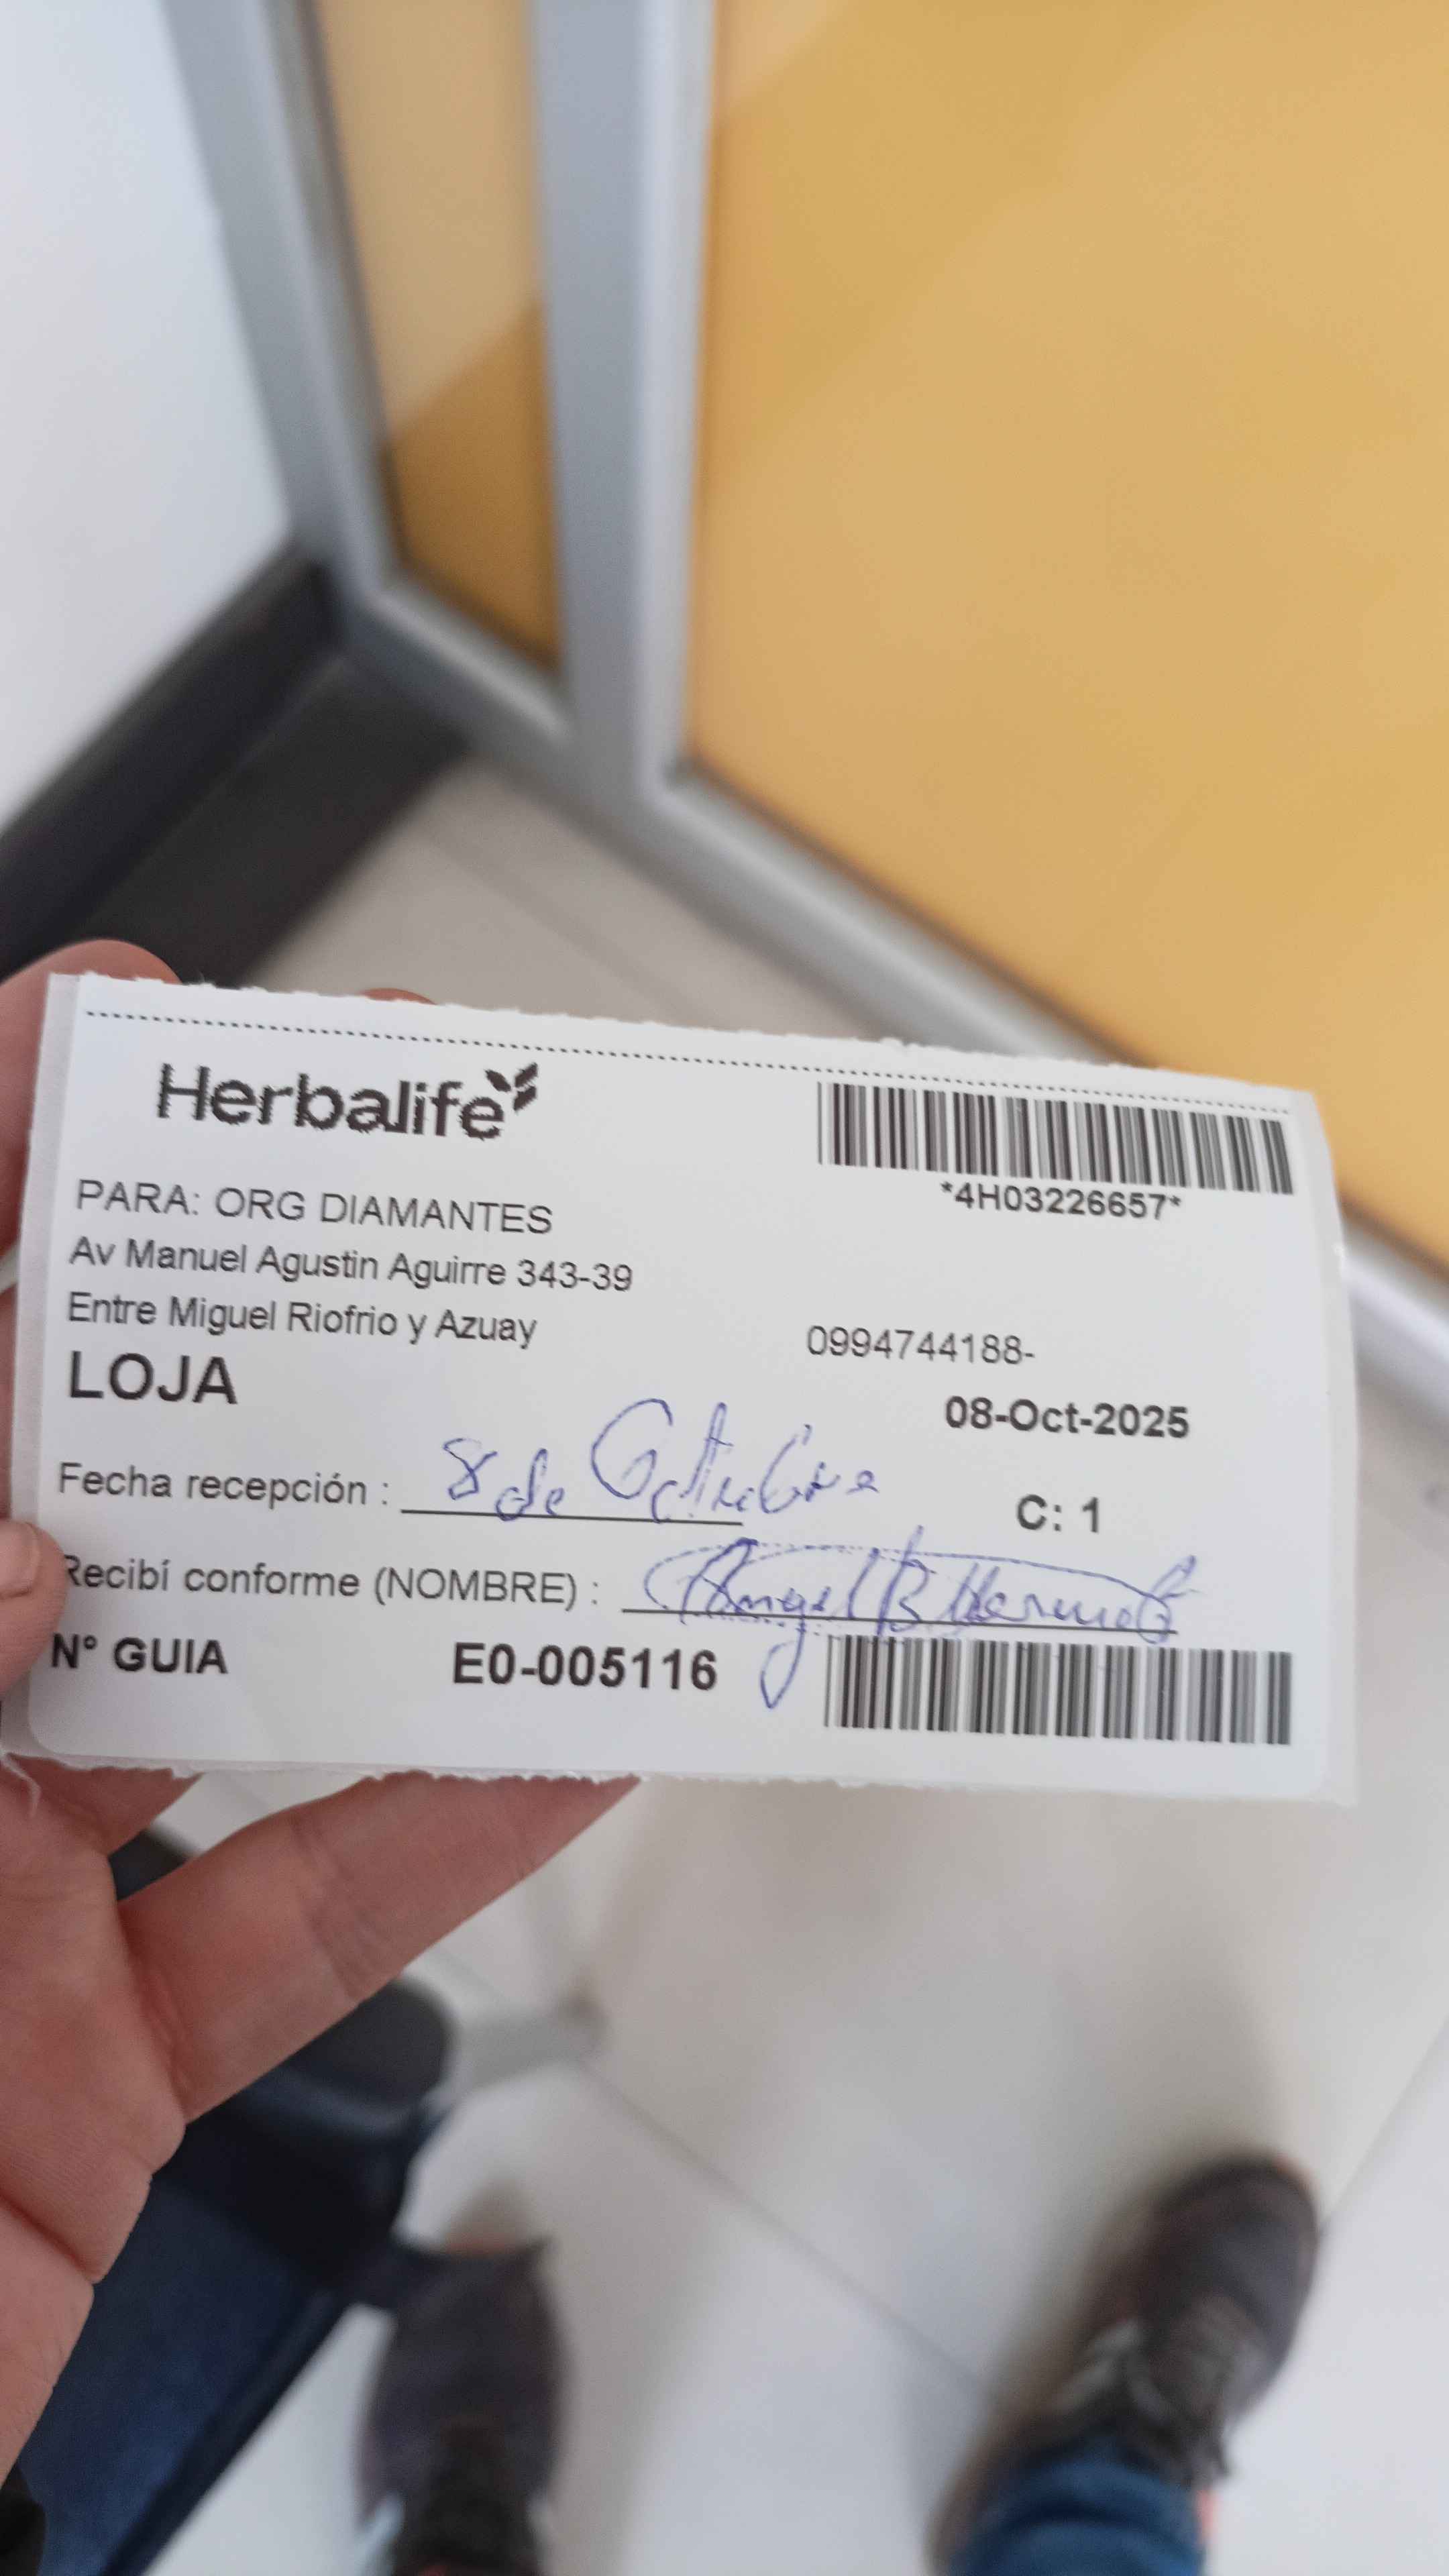 Herbalife
*4H03226657*
PARA: ORG DIAMANTES
Av Manuel Agustin Aguirre 343-39
Entre Miguel Riofrio y Azuay
0994744188-
LOJA
08-Oct-2025
Fecha recepción : 8 de Octubre
C: 1
Recibí conforme (NOMBRE) : Angel B
N° GUIA E0-005116